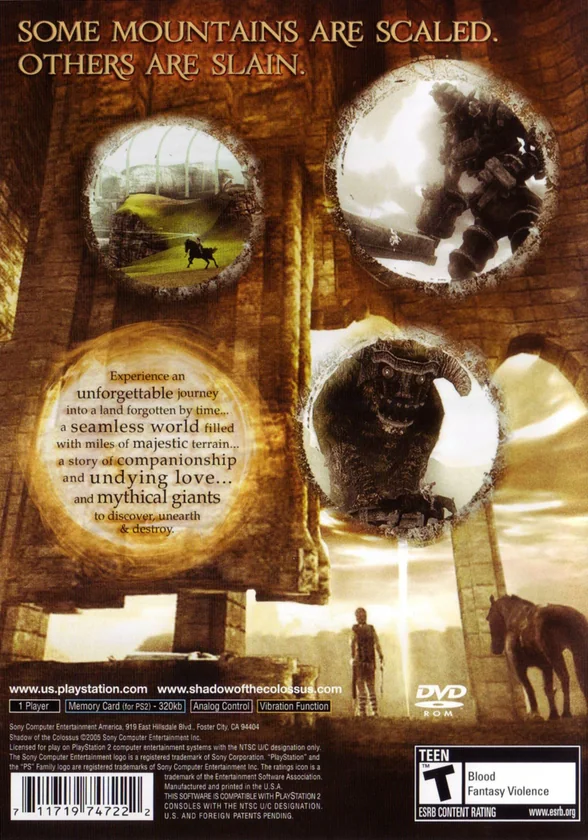 SOME MOUNTAINS ARE SCALED.
OTHERS ARE SLAIN.
Experience an
unforgettable journey
into a land forgotten by time...
a seamless world filled
with miles of majestic terrain...
a story of companionship
and undying love...
and mythical giants
to discover, unearth
& destroy.
www.us.playstation.com www.shadowofthecolossus.com
1 Player Memory Card (for PS2) - 320kb Analog Control Vibration Function
DVD
ROM
Sony Computer Entertainment America, 919 East Hillsdale Blvd., Foster City, CA 94404
Shadow of the Colossus ©2005 Sony Computer Entertainment Inc.
Licensed for play on PlayStation 2 computer entertainment systems with the NTSC U/C designation only.
The Sony Computer Entertainment logo is a registered trademark of Sony Corporation. "PlayStation" and
the "PS" Family logo are registered trademarks of Sony Computer Entertainment Inc. The ratings icon is a
trademark of the Entertainment Software Association.
Manufactured and printed in the U.S.A.
THIS SOFTWARE IS COMPATIBLE WITH PLAYSTATION 2
CONSOLES WITH THE NTSC U/C DESIGNATION.
U.S. AND FOREIGN PATENTS PENDING.
7 11719 74722 2
TEEN
T
Blood
Fantasy Violence
ESRB CONTENT RATING www.esrb.org